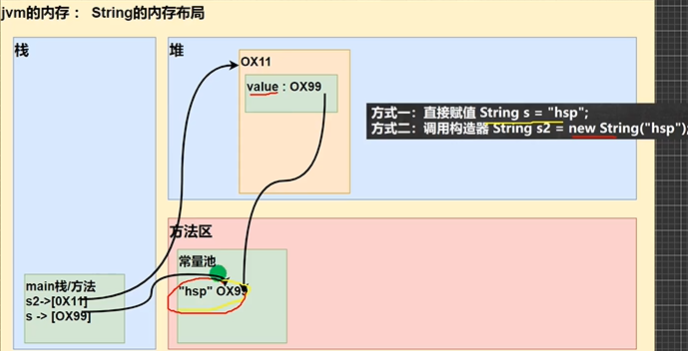 jvm的内存： String的内存布局
栈
堆
OX11
value : OX99
方式一：直接赋值 String s = "hsp";
方式二：调用构造器 String s2 = new String("hsp");
方法区
常量池
"hsp" OX99
main栈/方法
s2->[0X11]
s -> [OX99]